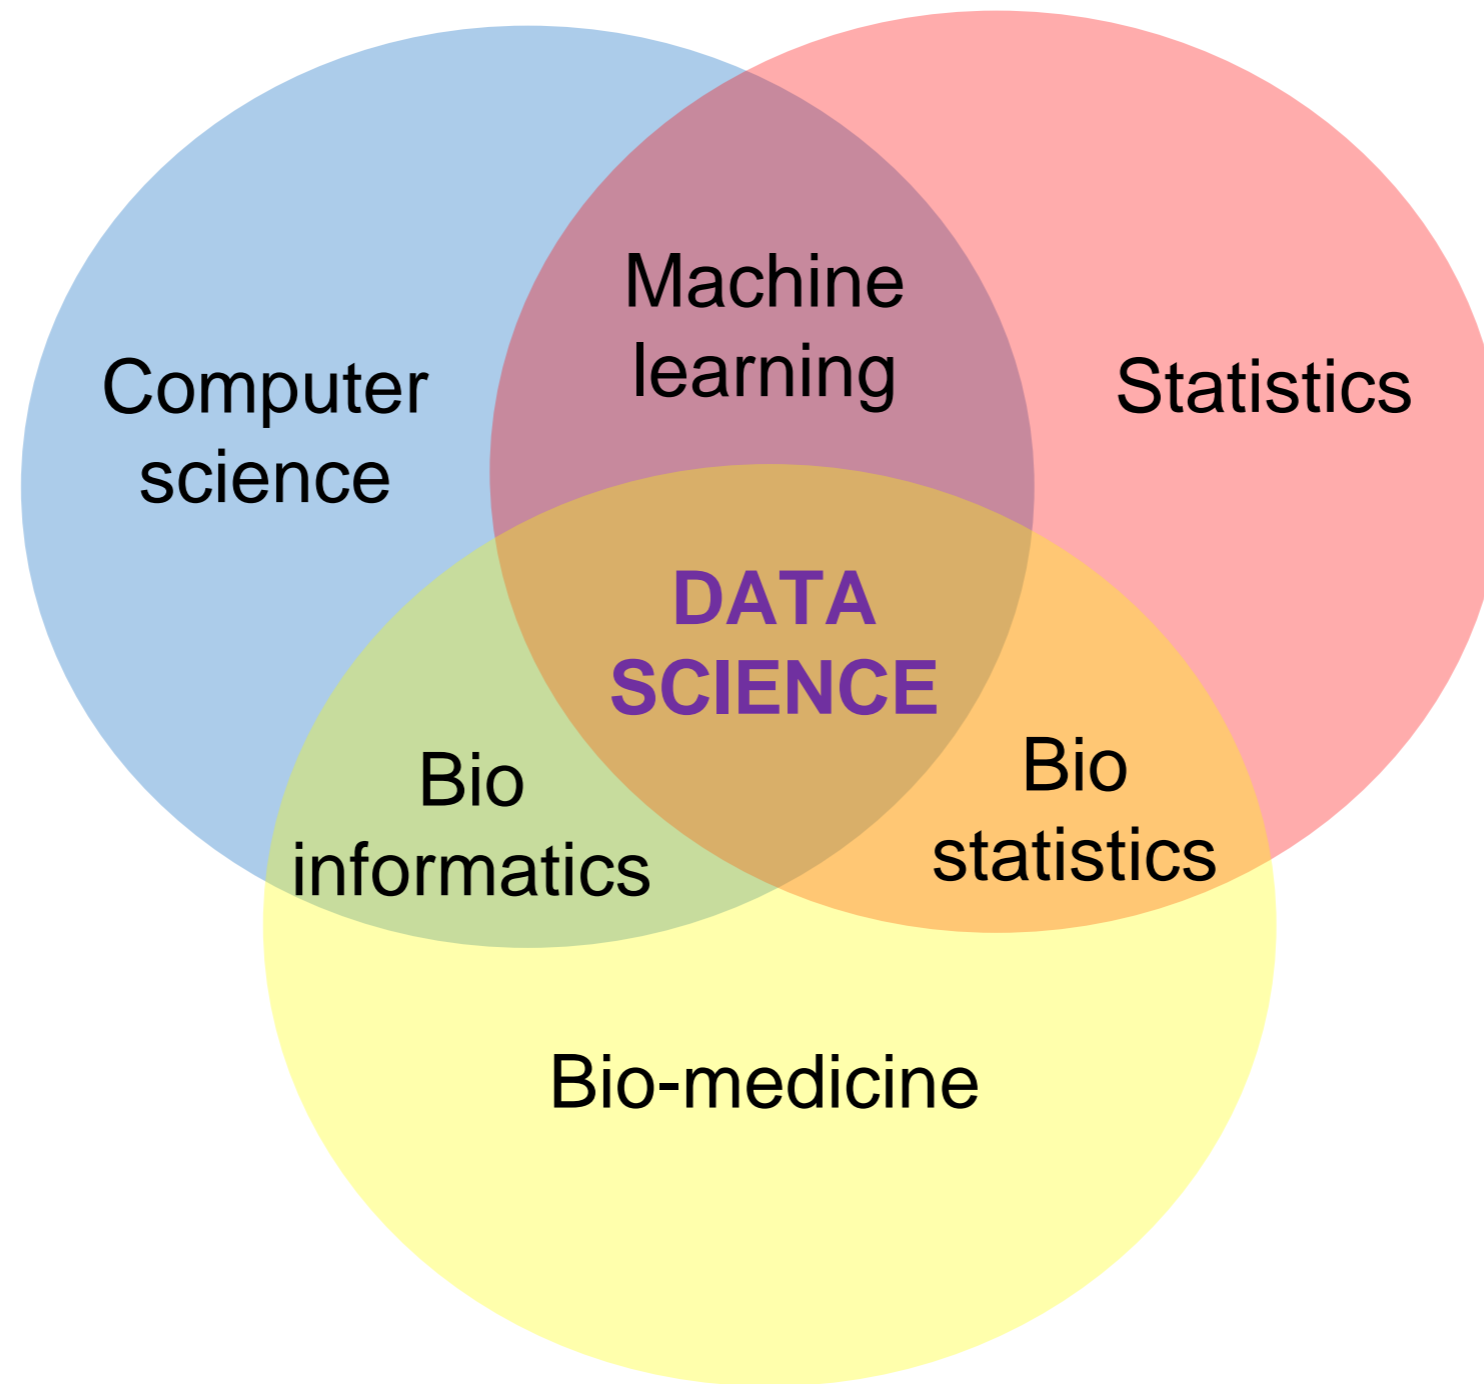 Machine
learning
Computer
science
Statistics
DATA
SCIENCE
Bio
informatics
Bio
statistics
Bio-medicine